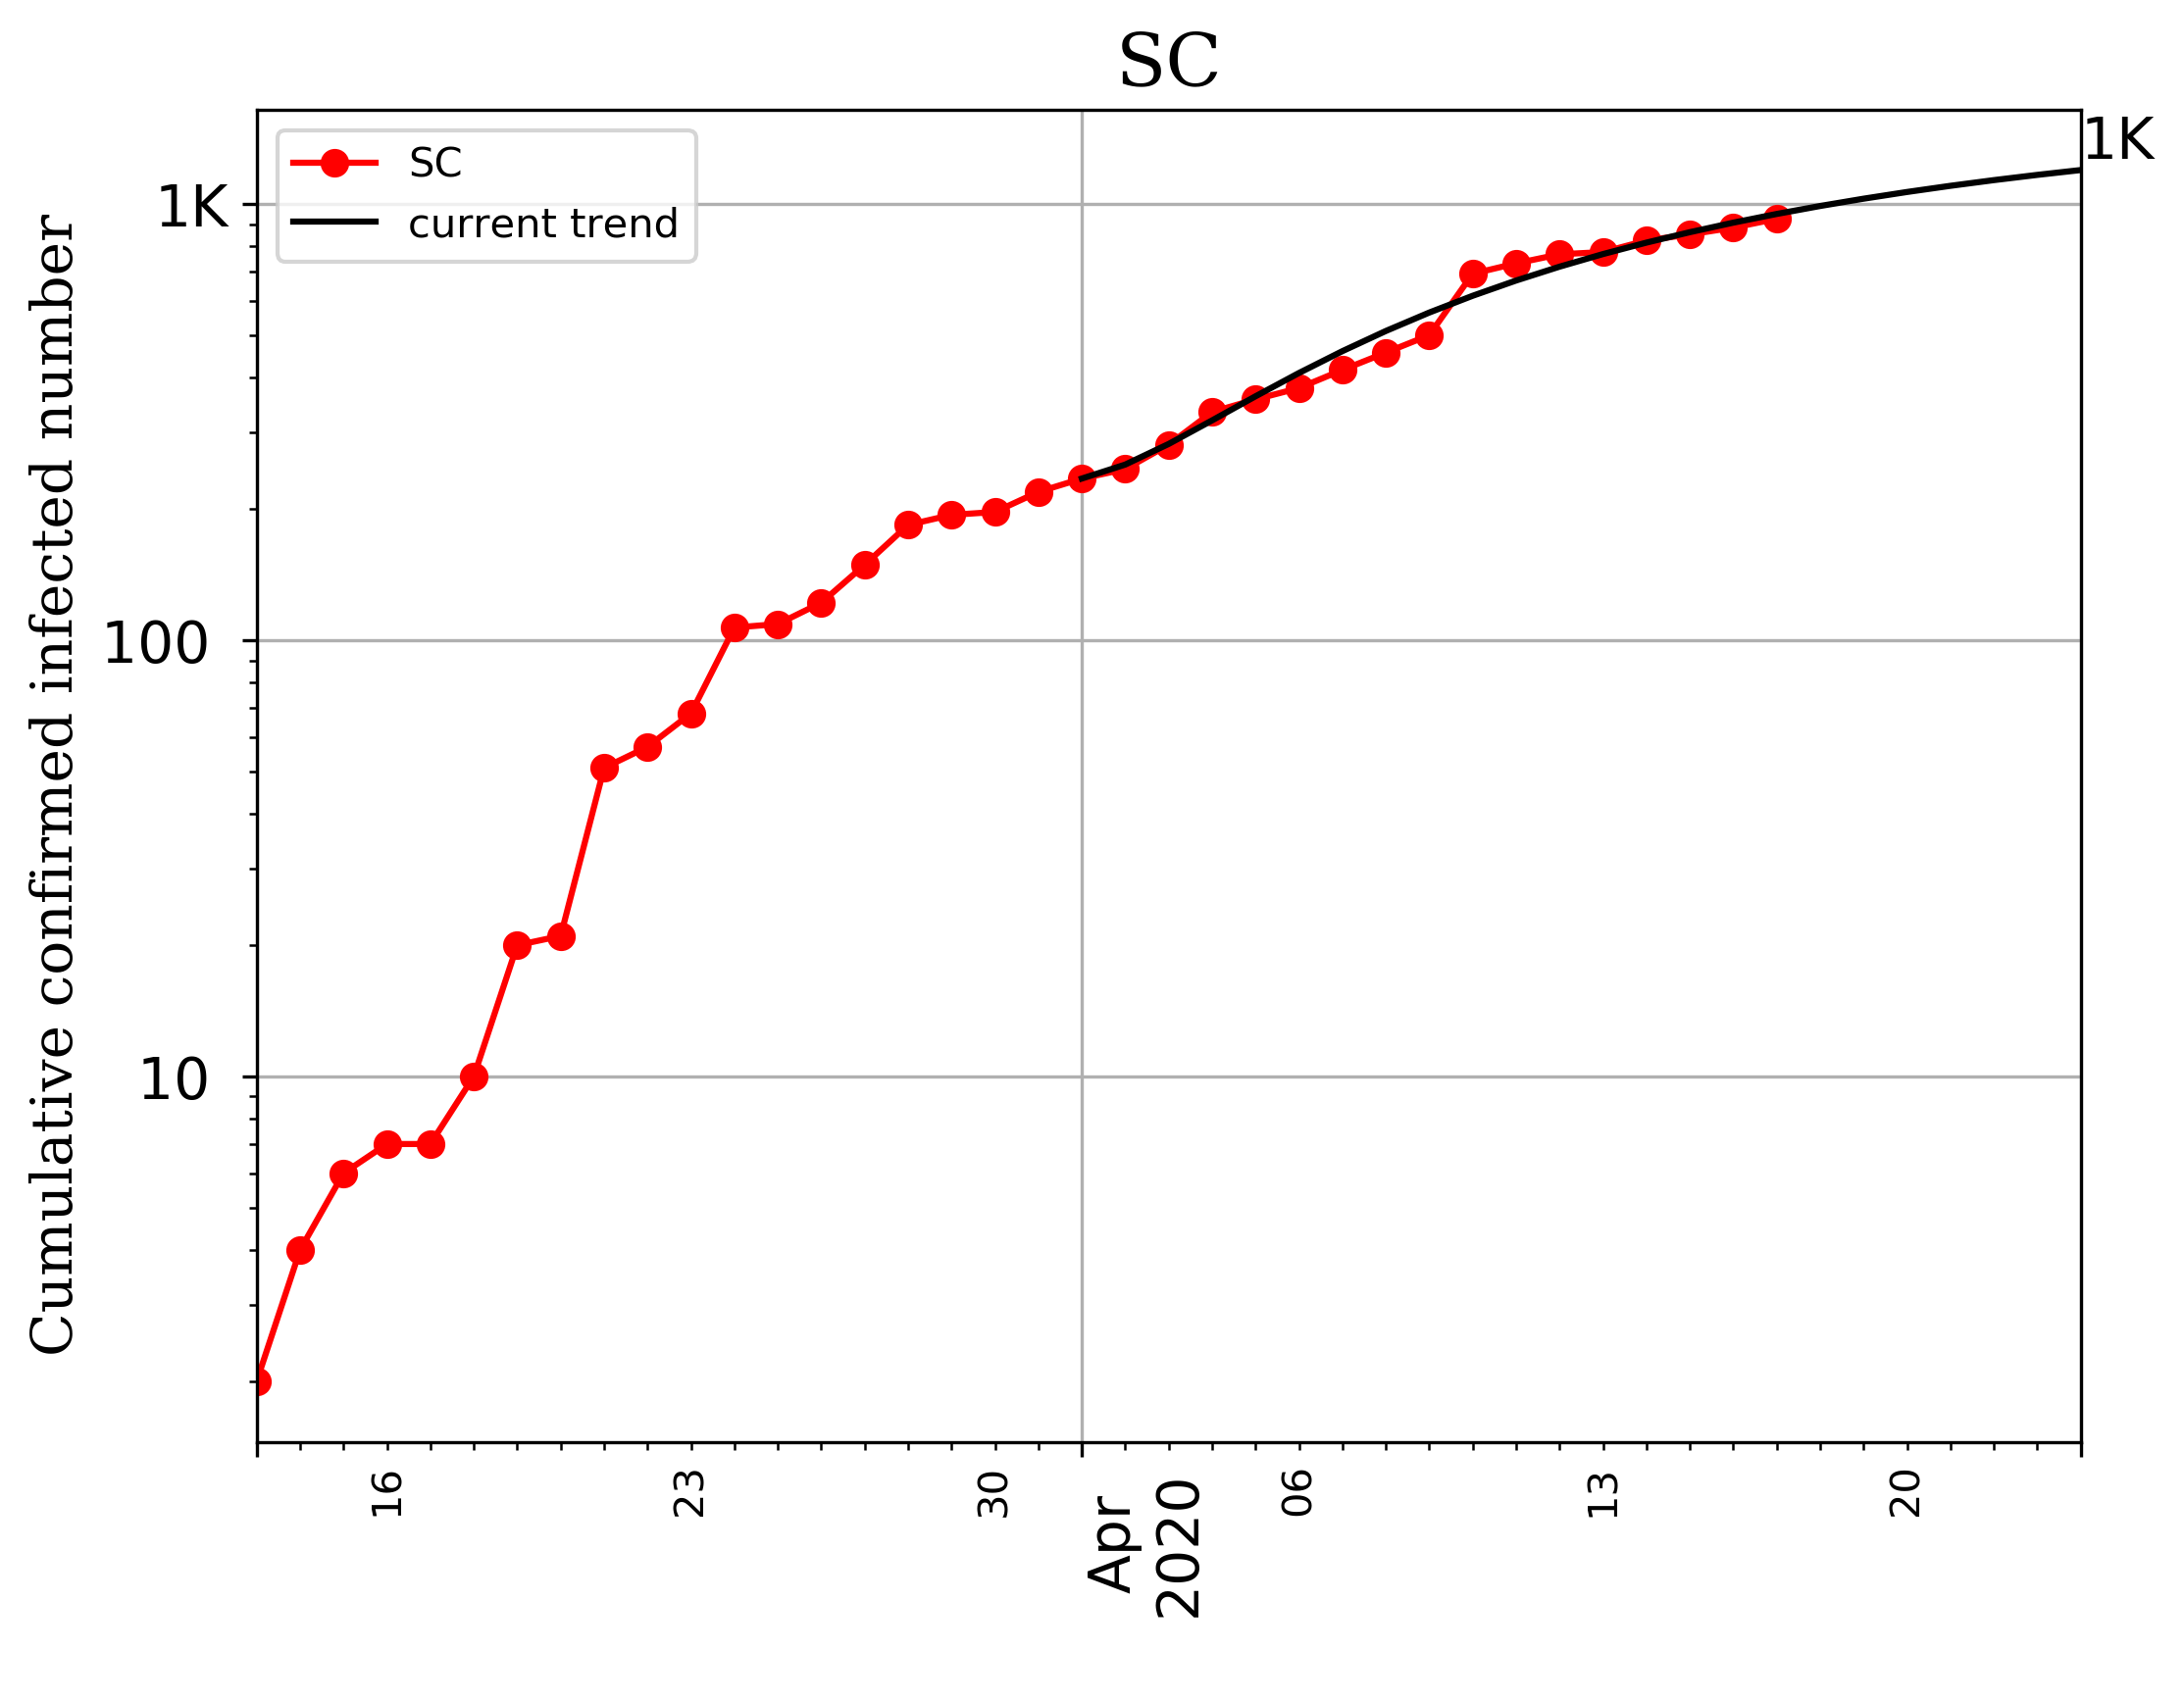 SC
1K
SC
current trend
1K
100
10
Cumulative confirmed infected number
16
23
30
Apr
2020
06
13
20